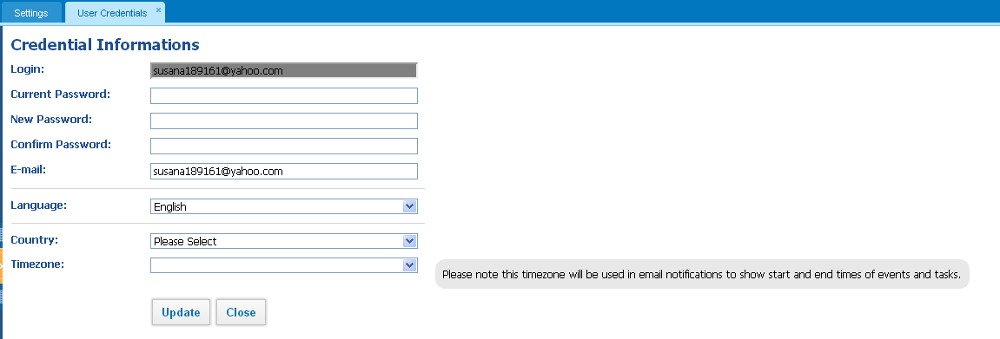 Settings
User Credentials ×
Credential Informations
Login: susana189161@yahoo.com
Current Password:
New Password:
Confirm Password:
E-mail: susana189161@yahoo.com
Language: English
Country: Please Select
Timezone:
Please note this timezone will be used in email notifications to show start and end times of events and tasks.
Update Close